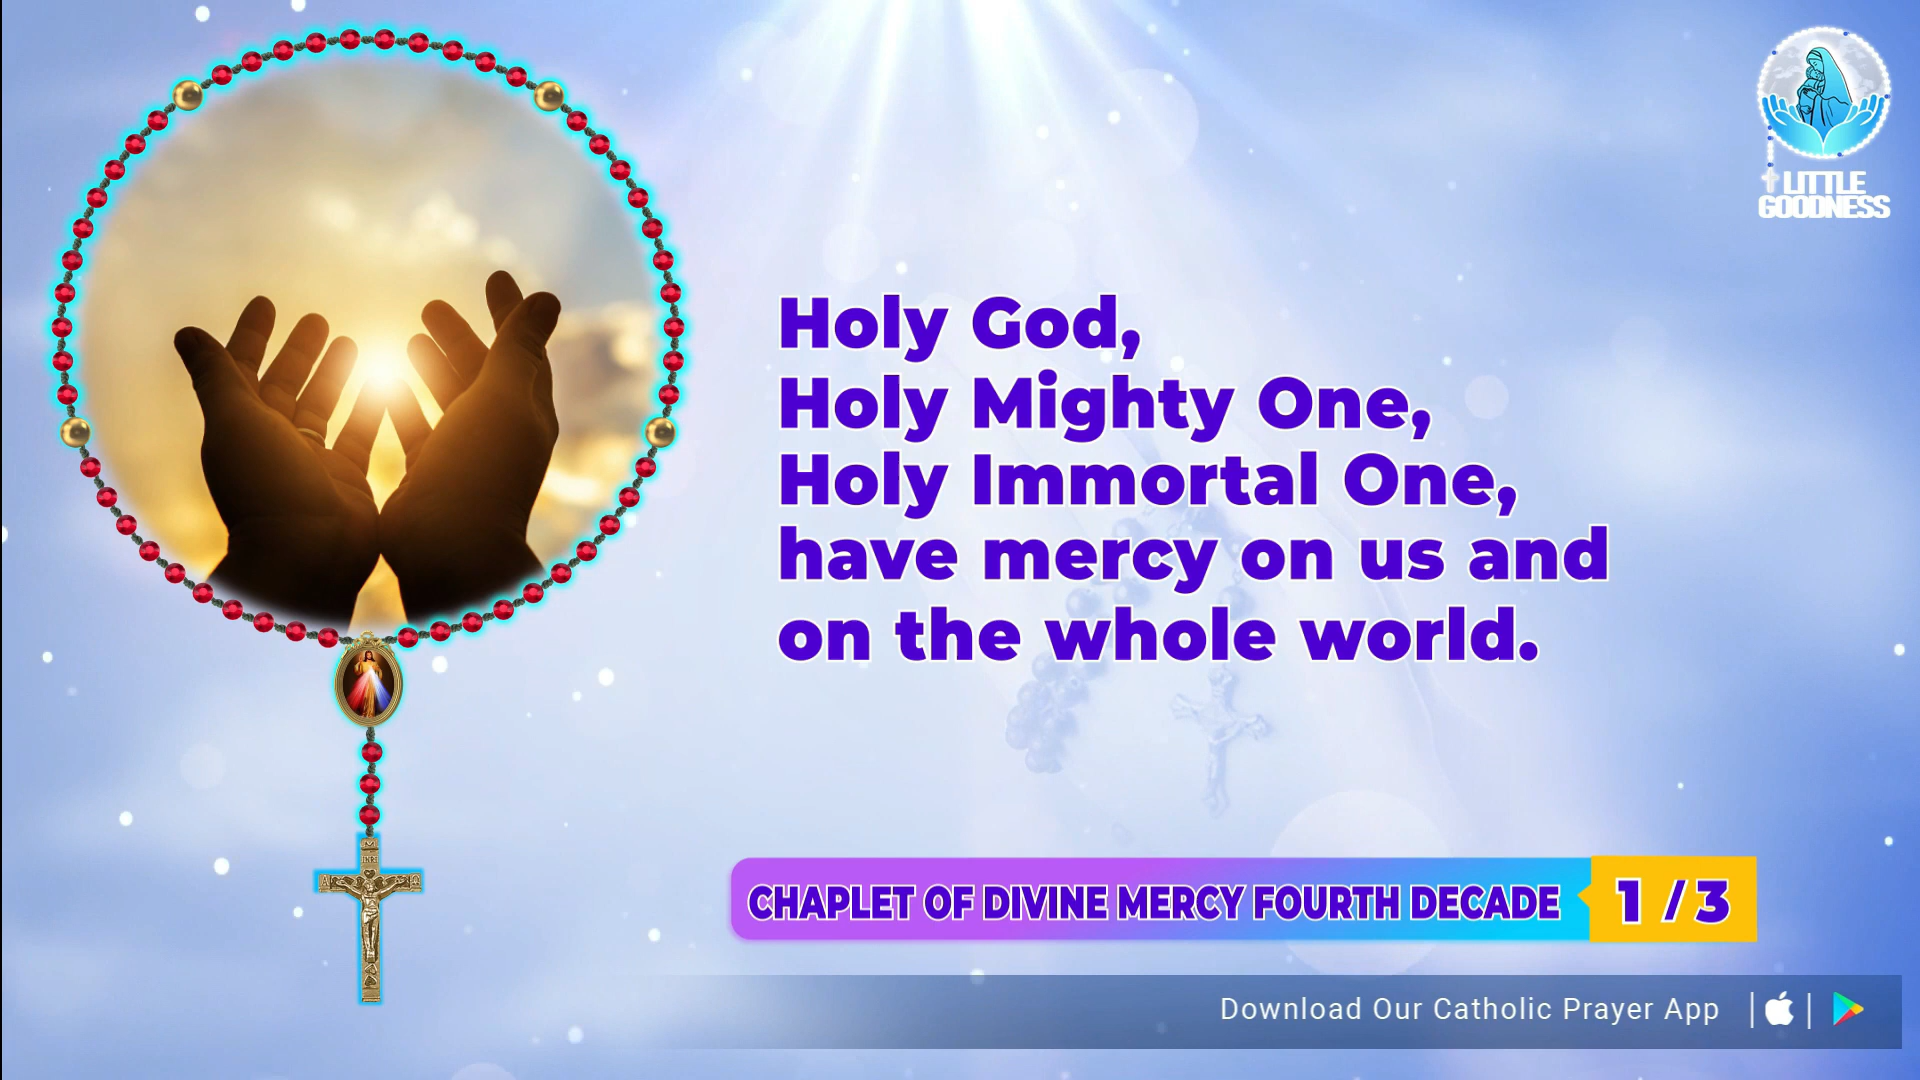 LITTLE
GOODNESS
Holy God,
Holy Mighty One,
Holy Immortal One,
have mercy on us and
on the whole world.
CHAPLET OF DIVINE MERCY FOURTH DECADE 1 / 3
Download Our Catholic Prayer App
INRI